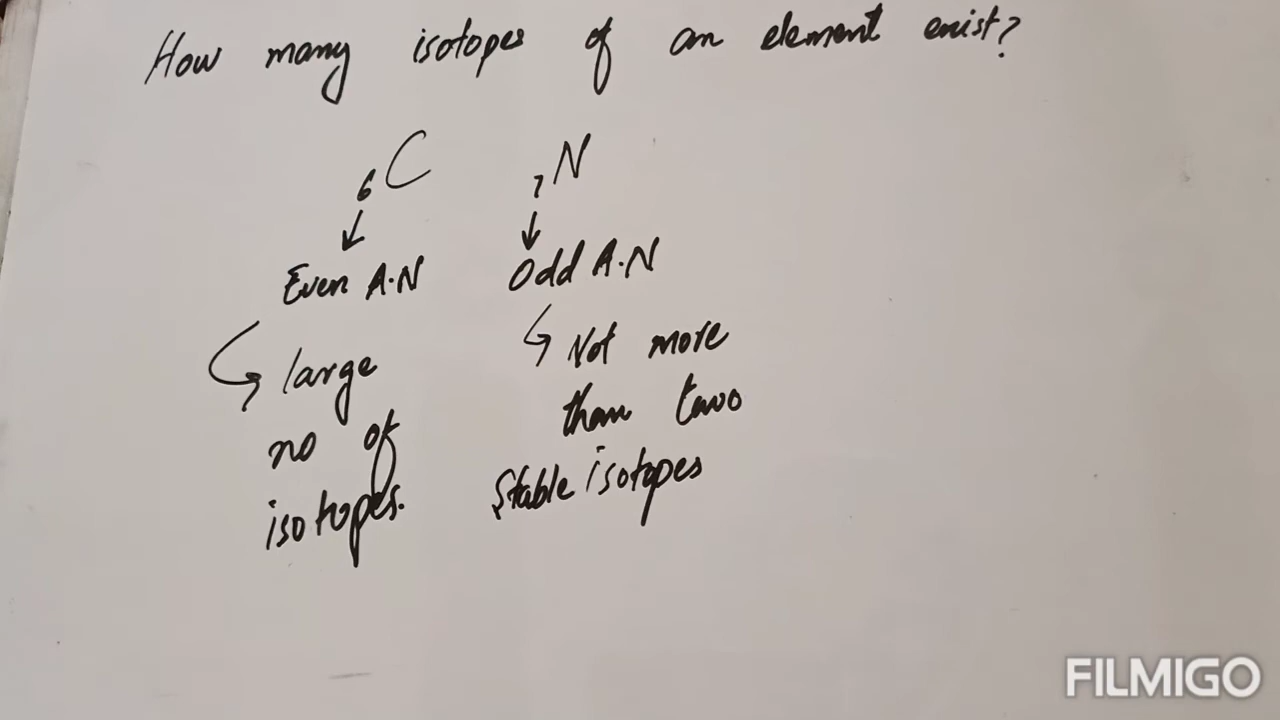 How many isotopes of an element exist?
6C 7N
Even A.N Odd A.N
large
no of
isotopes.
Not more
than two
Stable isotopes
FILMIGO